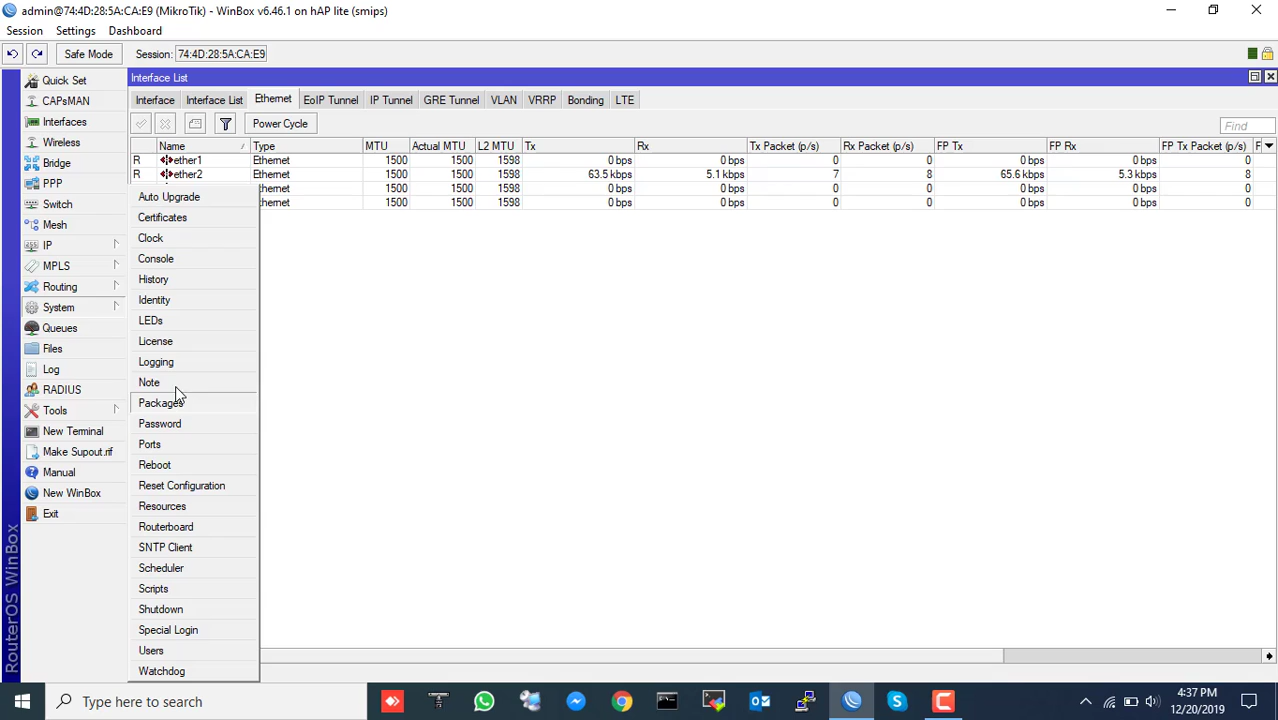 admin@74:4D:28:5A:CA:E9 (MikroTik) - WinBox v6.46.1 on hAP lite (smips)
Session Settings Dashboard
Safe Mode Session: 74:4D:28:5A:CA:E9
Interface List
Interface Interface List Ethernet EoIP Tunnel IP Tunnel GRE Tunnel VLAN VRRP Bonding LTE
Power Cycle Find
Name Type MTU Actual MTU L2 MTU Tx Rx Tx Packet (p/s) Rx Packet (p/s) FP Tx FP Rx FP Tx Packet (p/s) F
R ether1 Ethernet 1500 1500 1598 0 bps 0 bps 0 0 0 bps 0 bps 0
R ether2 Ethernet 1500 1500 1598 63.5 kbps 5.1 kbps 7 8 65.6 kbps 5.3 kbps 8
thernet 1500 1500 1598 0 bps 0 bps 0 0 0 bps 0 bps 0
thernet 1500 1500 1598 0 bps 0 bps 0 0 0 bps 0 bps 0
Quick Set
CAPsMAN
Interfaces
Wireless
Bridge
PPP
Switch
Mesh
IP
MPLS
Routing
System
Queues
Files
Log
RADIUS
Tools
New Terminal
Make Supout.rif
Manual
New WinBox
Exit
RouterOS WinBox
Auto Upgrade
Certificates
Clock
Console
History
Identity
LEDs
License
Logging
Note
Packages
Password
Ports
Reboot
Reset Configuration
Resources
Routerboard
SNTP Client
Scheduler
Scripts
Shutdown
Special Login
Users
Watchdog
Type here to search
4:37 PM
12/20/2019